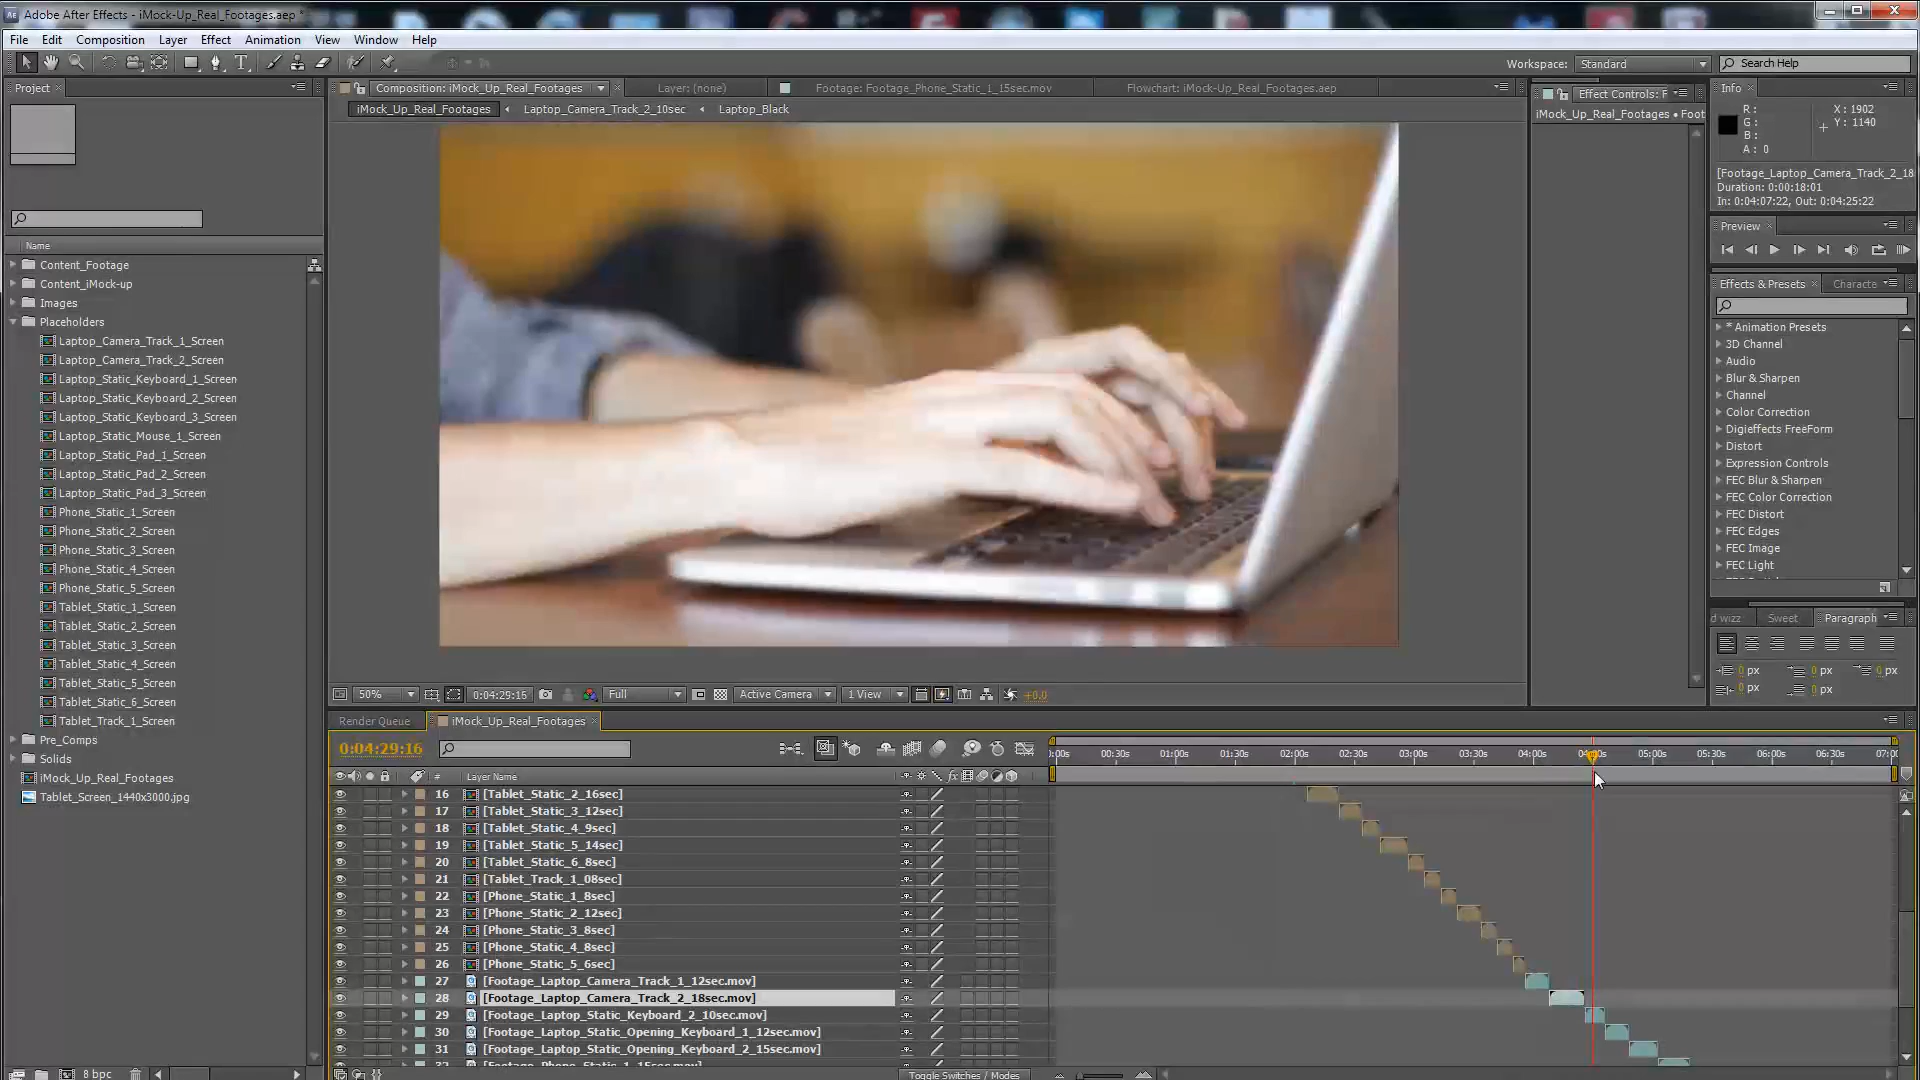 Adobe After Effects - iMock-Up_Real_Footages.aep *
File Edit Composition Layer Effect Animation View Window Help
Workspace: Standard Search Help
Project
Composition: iMock_Up_Real_Footages Layer: (none) Footage: Footage_Phone_Static_1_15sec.mov Flowchart: iMock-Up_Real_Footages.aep
iMock_Up_Real_Footages Laptop_Camera_Track_2_10sec Laptop_Black
Effect Controls: F
iMock_Up_Real_Footages • Foot
Info
R :
G :
B :
A : 0
X : 1902
Y : 1140
[Footage_Laptop_Camera_Track_2_18
Duration: 0:00:18:01
In: 0:04:07:22, Out: 0:04:25:22
Preview
Effects & Presets Characte
* Animation Presets
3D Channel
Audio
Blur & Sharpen
Channel
Color Correction
Digieffects FreeForm
Distort
Expression Controls
FEC Blur & Sharpen
FEC Color Correction
FEC Distort
FEC Edges
FEC Image
FEC Light
d wizz Sweet Paragraph
0 px 0 px 0 px
0 px 0 px
Name
Content_Footage
Content_iMock-up
Images
Placeholders
Laptop_Camera_Track_1_Screen
Laptop_Camera_Track_2_Screen
Laptop_Static_Keyboard_1_Screen
Laptop_Static_Keyboard_2_Screen
Laptop_Static_Keyboard_3_Screen
Laptop_Static_Mouse_1_Screen
Laptop_Static_Pad_1_Screen
Laptop_Static_Pad_2_Screen
Laptop_Static_Pad_3_Screen
Phone_Static_1_Screen
Phone_Static_2_Screen
Phone_Static_3_Screen
Phone_Static_4_Screen
Phone_Static_5_Screen
Tablet_Static_1_Screen
Tablet_Static_2_Screen
Tablet_Static_3_Screen
Tablet_Static_4_Screen
Tablet_Static_5_Screen
Tablet_Static_6_Screen
Tablet_Track_1_Screen
Pre_Comps
Solids
iMock_Up_Real_Footages
Tablet_Screen_1440x3000.jpg
8 bpc
50% 0:04:29:16 Full Active Camera 1 View +0.0
Render Queue iMock_Up_Real_Footages
0:04:29:16
:00s 00:30s 01:00s 01:30s 02:00s 02:30s 03:00s 03:30s 04:00s 05:00s 05:30s 06:00s 06:30s 07:00
# Layer Name
16 [Tablet_Static_2_16sec]
17 [Tablet_Static_3_12sec]
18 [Tablet_Static_4_9sec]
19 [Tablet_Static_5_14sec]
20 [Tablet_Static_6_8sec]
21 [Tablet_Track_1_08sec]
22 [Phone_Static_1_8sec]
23 [Phone_Static_2_12sec]
24 [Phone_Static_3_8sec]
25 [Phone_Static_4_8sec]
26 [Phone_Static_5_6sec]
27 [Footage_Laptop_Camera_Track_1_12sec.mov]
28 [Footage_Laptop_Camera_Track_2_18sec.mov]
29 [Footage_Laptop_Static_Keyboard_2_10sec.mov]
30 [Footage_Laptop_Static_Opening_Keyboard_1_12sec.mov]
31 [Footage_Laptop_Static_Opening_Keyboard_2_15sec.mov]
32 [Footage_Phone_Static_1_15sec.mov]
Toggle Switches / Modes